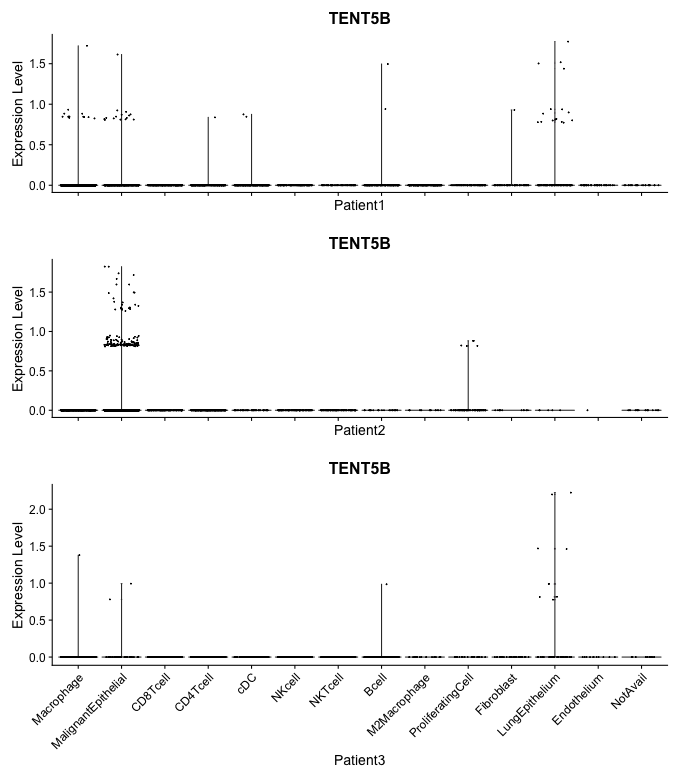 TENT5B
Expression Level
1.5
1.0
0.5
0.0
Patient1
TENT5B
Expression Level
1.5
1.0
0.5
0.0
Patient2
TENT5B
Expression Level
2.0
1.5
1.0
0.5
0.0
Macrophage
MalignantEpithelial
CD8Tcell
CD4Tcell
cDC
NKcell
NKTcell
Bcell
M2Macrophage
ProliferatingCell
Fibroblast
LungEpithelium
Endothelium
NotAvail
Patient3